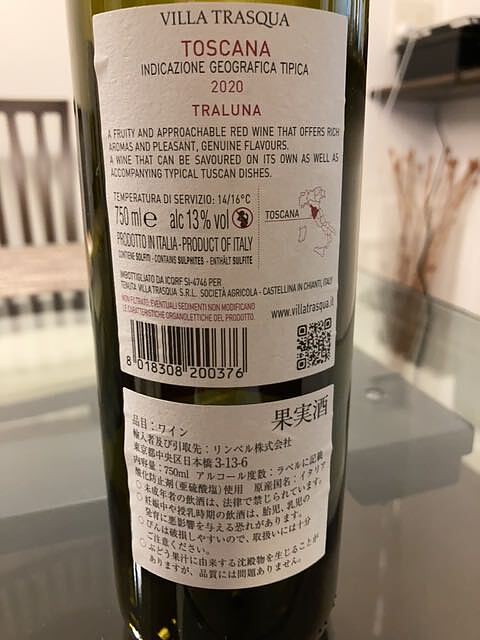 VILLA TRASQUA
TOSCANA
INDICAZIONE GEOGRAFICA TIPICA
2020
TRALUNA
A FRUITY AND APPROACHABLE RED WINE THAT OFFERS RICH
AROMAS AND PLEASANT, GENUINE FLAVOURS.
A WINE THAT CAN BE SAVOURED ON ITS OWN AS WELL AS
ACCOMPANYING TYPICAL TUSCAN DISHES.
TEMPERATURA DI SERVIZIO: 14/16°C
750 ml e alc 13% vol
TOSCANA
PRODOTTO IN ITALIA - PRODUCT OF ITALY
CONTIENE SOLFITI - CONTAINS SULPHITES - ENTHÄLT SULFITE
IMBOTTIGLIATO DA ICQRF SI-4746 PER
TENUTA VILLA TRASQUA S.R.L. SOCIETÀ AGRICOLA - CASTELLINA IN CHIANTI, ITALY
NON FILTRATO: EVENTUALI SEDIMENTI NON MODIFICANO
LE CARATTERISTICHE ORGANOLETTICHE DEL PRODOTTO.
www.villatrasqua.it
8 018308 200376
果実酒
品目：ワイン
輸入者及び引取先：リンベル株式会社
東京都中央区日本橋3-13-6
内容量：750ml アルコール度数：ラベルに記載
酸化防止剤(亜硫酸塩)使用 原産国名：イタリア
○未成年者の飲酒は、法律で禁じられています。
○妊娠中や授乳期の飲酒は、胎児、乳児の
発育に悪影響を与える恐れがあります。
○びんは破損しやすいので、取扱いには十分
ご注意ください。
○ぶどう果汁に由来する沈殿物を生じることが
ありますが、品質には問題ありません。